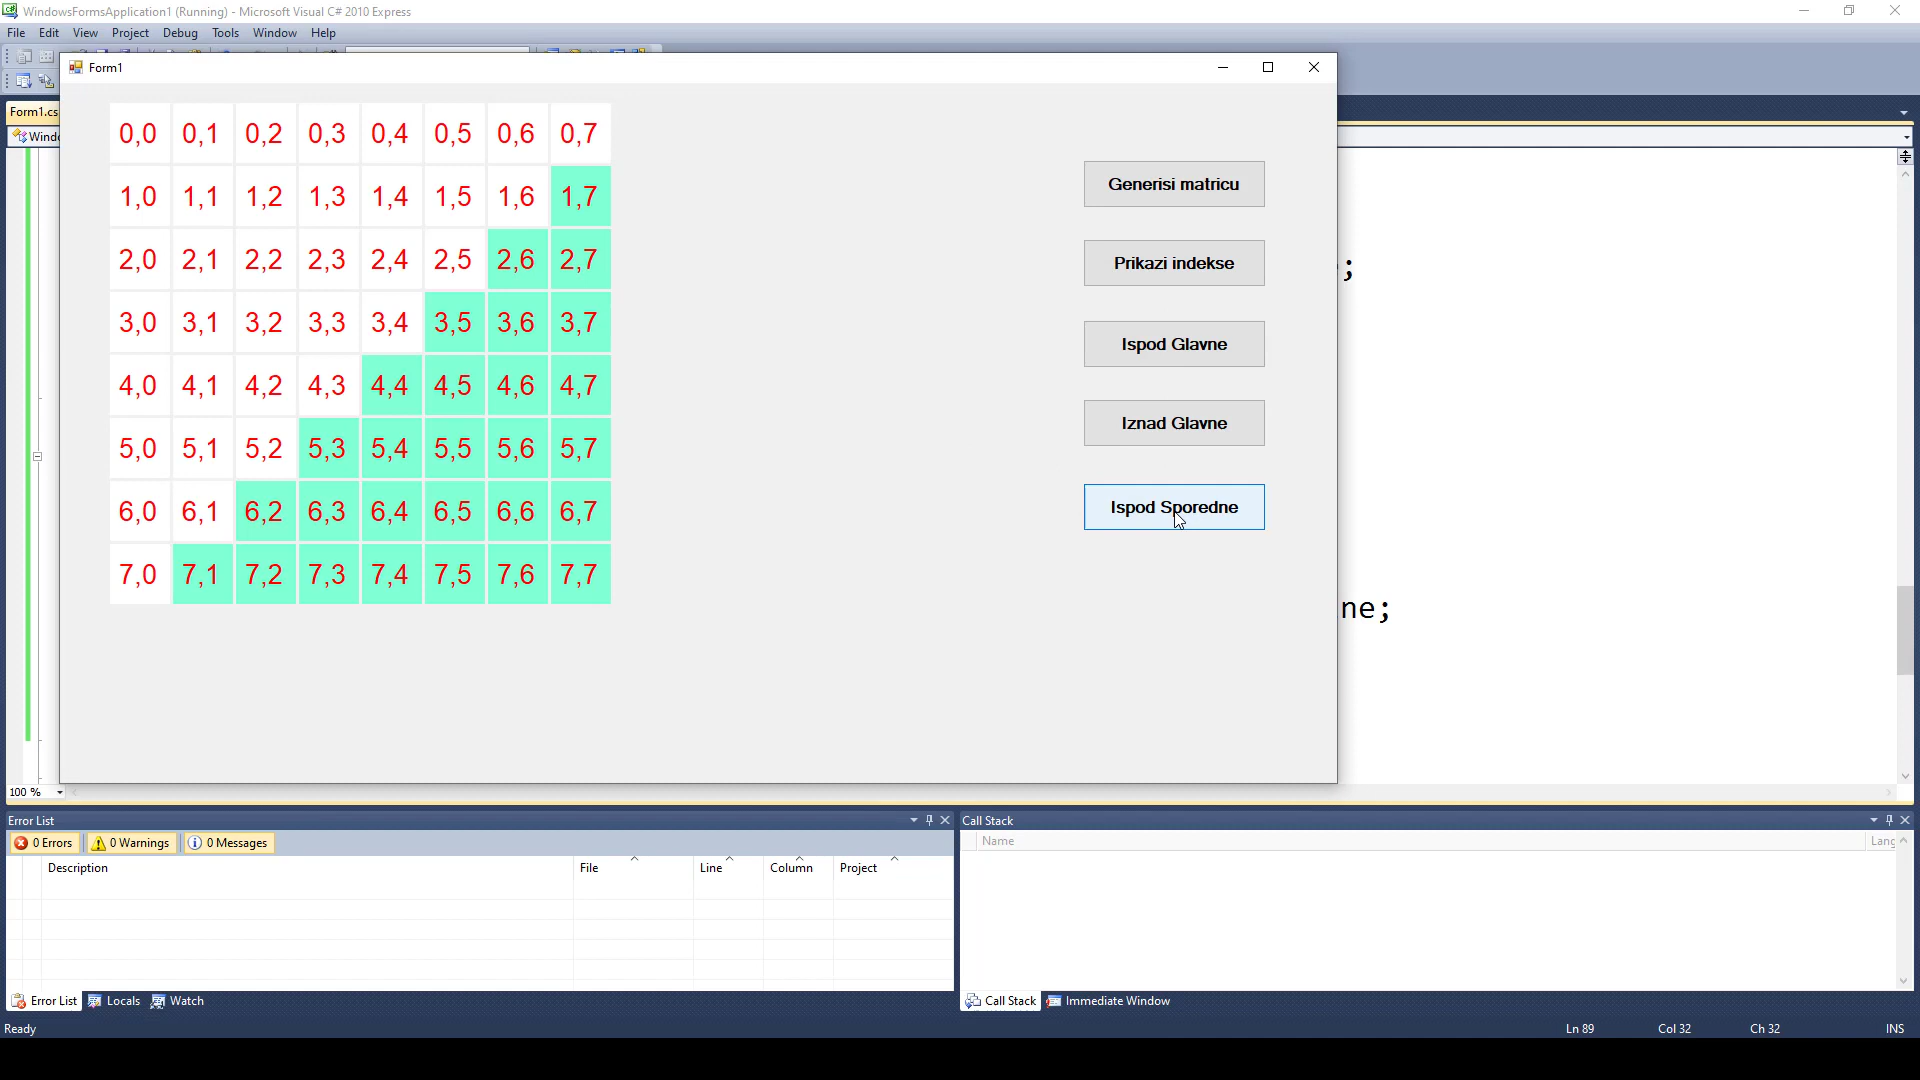 WindowsFormsApplication1 (Running) - Microsoft Visual C# 2010 Express
File Edit View Project Debug Tools Window Help
Form1
Form1.cs
Generisi matricu
Prikazi indekse
Ispod Glavne
Iznad Glavne
Ispod Sporedne
0,0 0,1 0,2 0,3 0,4 0,5 0,6 0,7
1,0 1,1 1,2 1,3 1,4 1,5 1,6 1,7
2,0 2,1 2,2 2,3 2,4 2,5 2,6 2,7
3,0 3,1 3,2 3,3 3,4 3,5 3,6 3,7
4,0 4,1 4,2 4,3 4,4 4,5 4,6 4,7
5,0 5,1 5,2 5,3 5,4 5,5 5,6 5,7
6,0 6,1 6,2 6,3 6,4 6,5 6,6 6,7
7,0 7,1 7,2 7,3 7,4 7,5 7,6 7,7
;
ne;
100 %
Error List
0 Errors 0 Warnings 0 Messages
Description File Line Column Project
Error List Locals Watch
Call Stack
Name Lang
Call Stack Immediate Window
Ready Ln 89 Col 32 Ch 32 INS